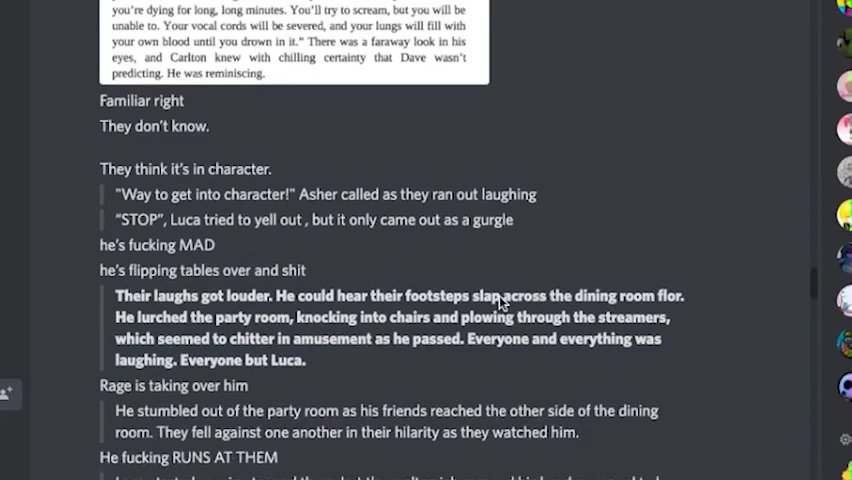 you're dying for long, long minutes. You'll try to scream, but you will be
unable to. Your vocal cords will be severed, and your lungs will fill with
your own blood until you drown in it." There was a faraway look in his
eyes, and Carlton knew with chilling certainty that Dave wasn't
predicting. He was reminiscing.
Familiar right
They don't know.
They think it's in character.
"Way to get into character!" Asher called as they ran out laughing
"STOP", Luca tried to yell out , but it only came out as a gurgle
he's fucking MAD
he's flipping tables over and shit
Their laughs got louder. He could hear their footsteps slap across the dining room flor.
He lurched the party room, knocking into chairs and plowing through the streamers,
which seemed to chitter in amusement as he passed. Everyone and everything was
laughing. Everyone but Luca.
Rage is taking over him
He stumbled out of the party room as his friends reached the other side of the dining
room. They fell against one another in their hilarity as they watched him.
He fucking RUNS AT THEM